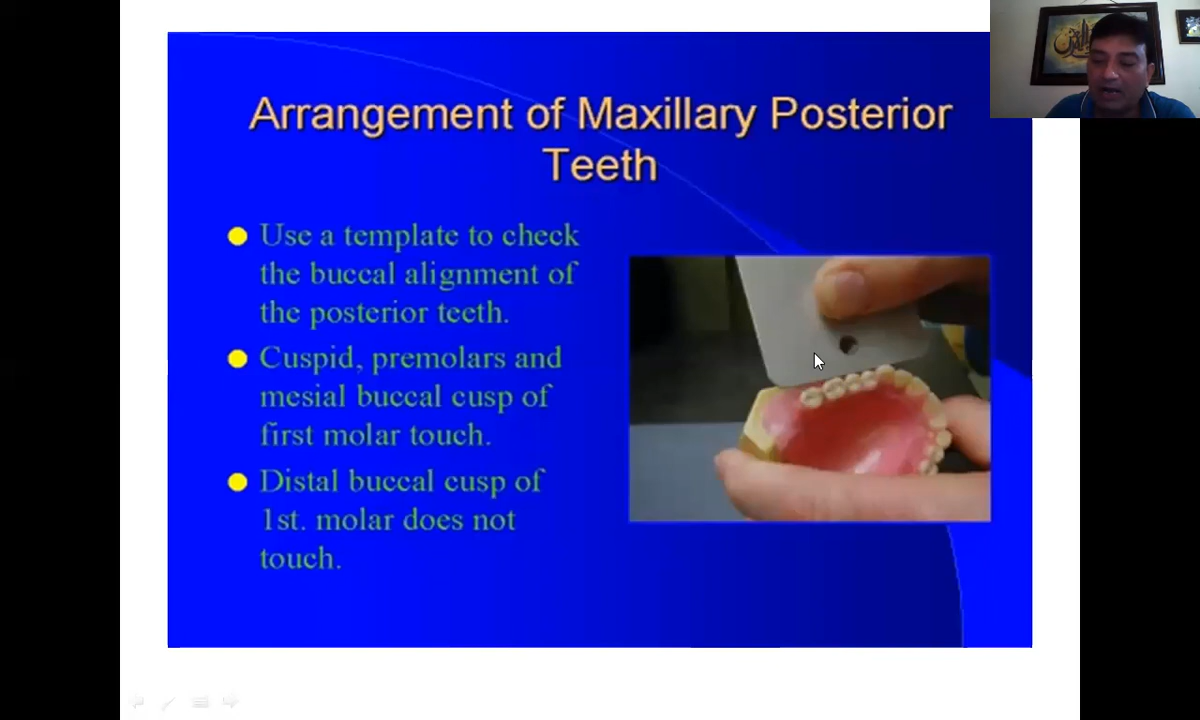 Arrangement of Maxillary Posterior
Teeth
Use a template to check
the buccal alignment of
the posterior teeth.
Cuspid, premolars and
mesial buccal cusp of
first molar touch.
Distal buccal cusp of
1st. molar does not
touch.